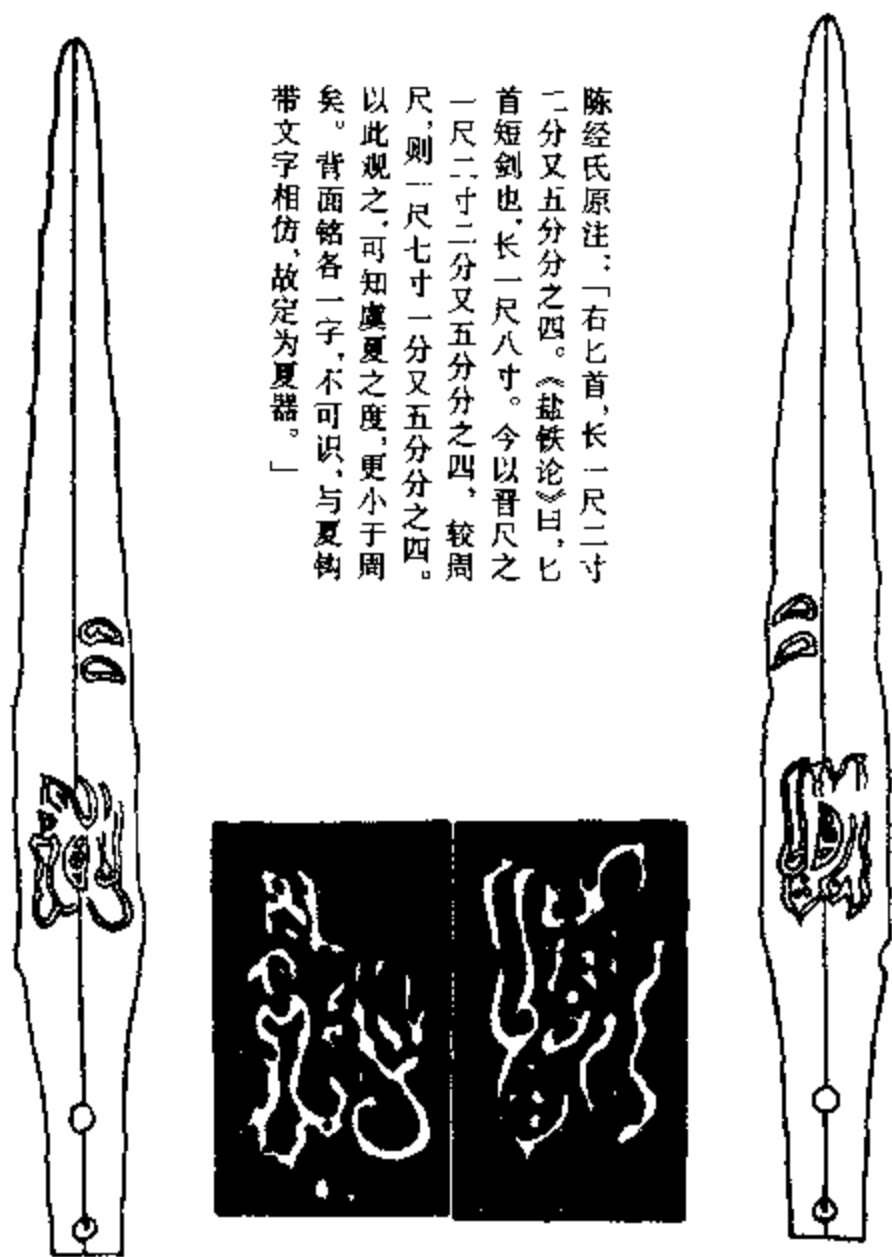 陈经氏原注：「右匕首，长一尺二寸
二分又五分分之四。《盐铁论》曰，匕
首短剑也，长一尺八寸。今以晋尺之
一尺二寸二分又五分分之四，较周
尺，则一尺七寸一分又五分分之四。
以此观之，可知虞夏之度，更小于周
矣。背面铭各一字，不可识，与夏钩
带文字相仿，故定为夏器。」